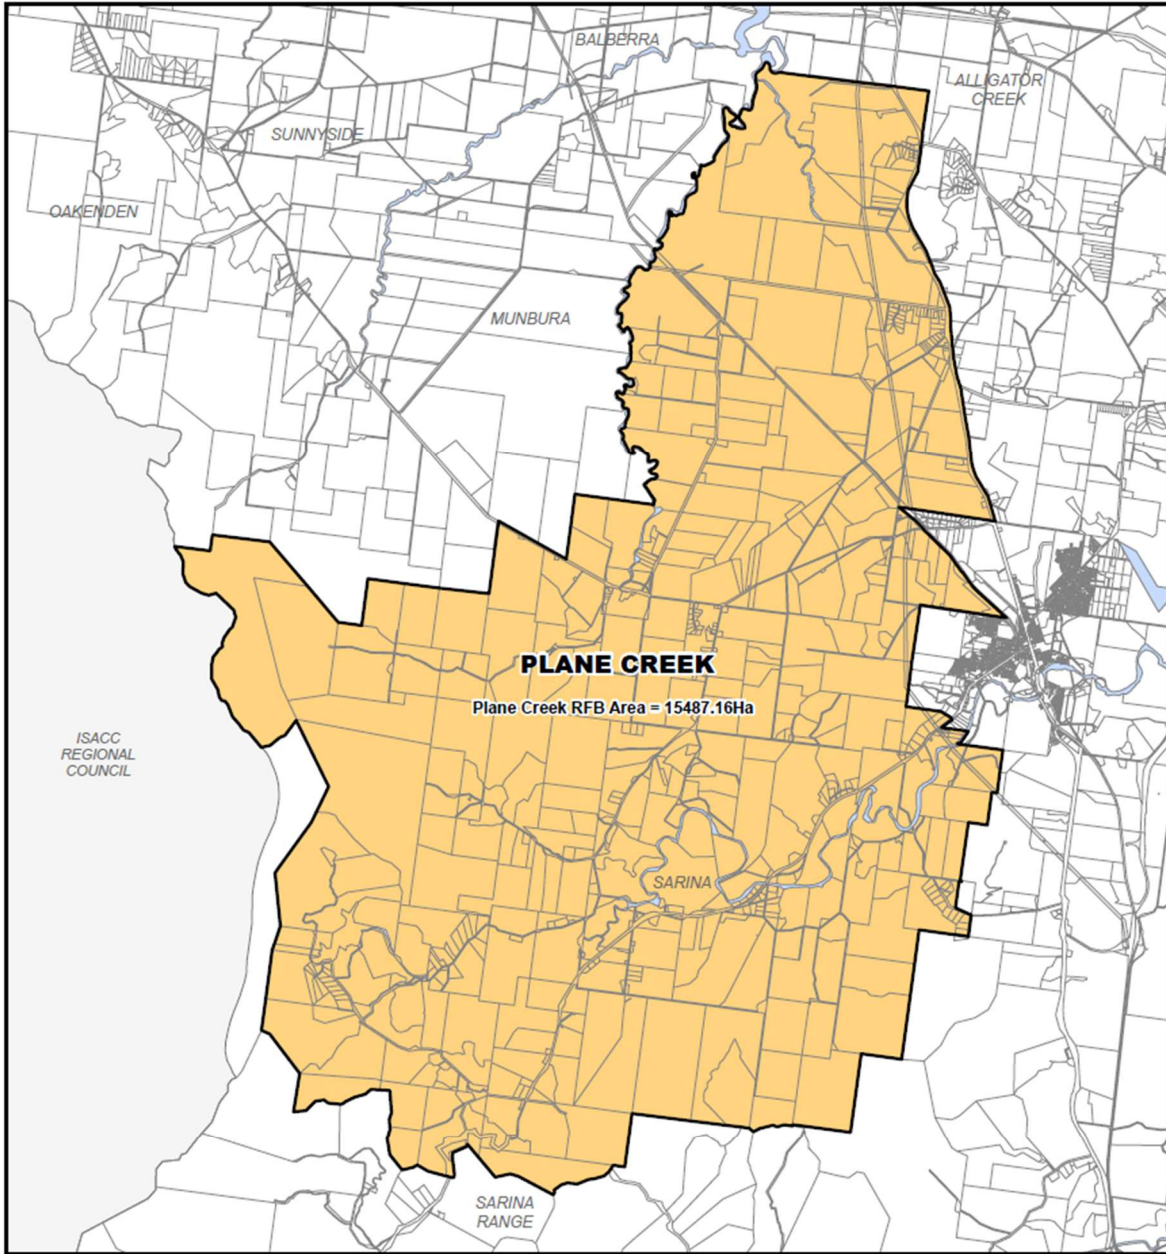 BALBERRA
ALLIGATOR
CREEK
SUNNYSIDE
OAKENDEN
MUNBURA
PLANE CREEK
Plane Creek RFB Area = 15487.16Ha
ISACC
REGIONAL
COUNCIL
SARINA
SARINA
RANGE